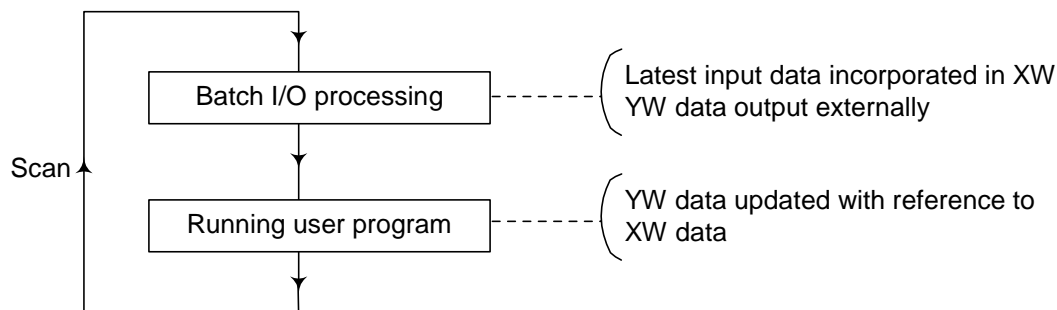 Batch I/O processing
Latest input data incorporated in XW
YW data output externally
Scan
Running user program
YW data updated with reference to
XW data